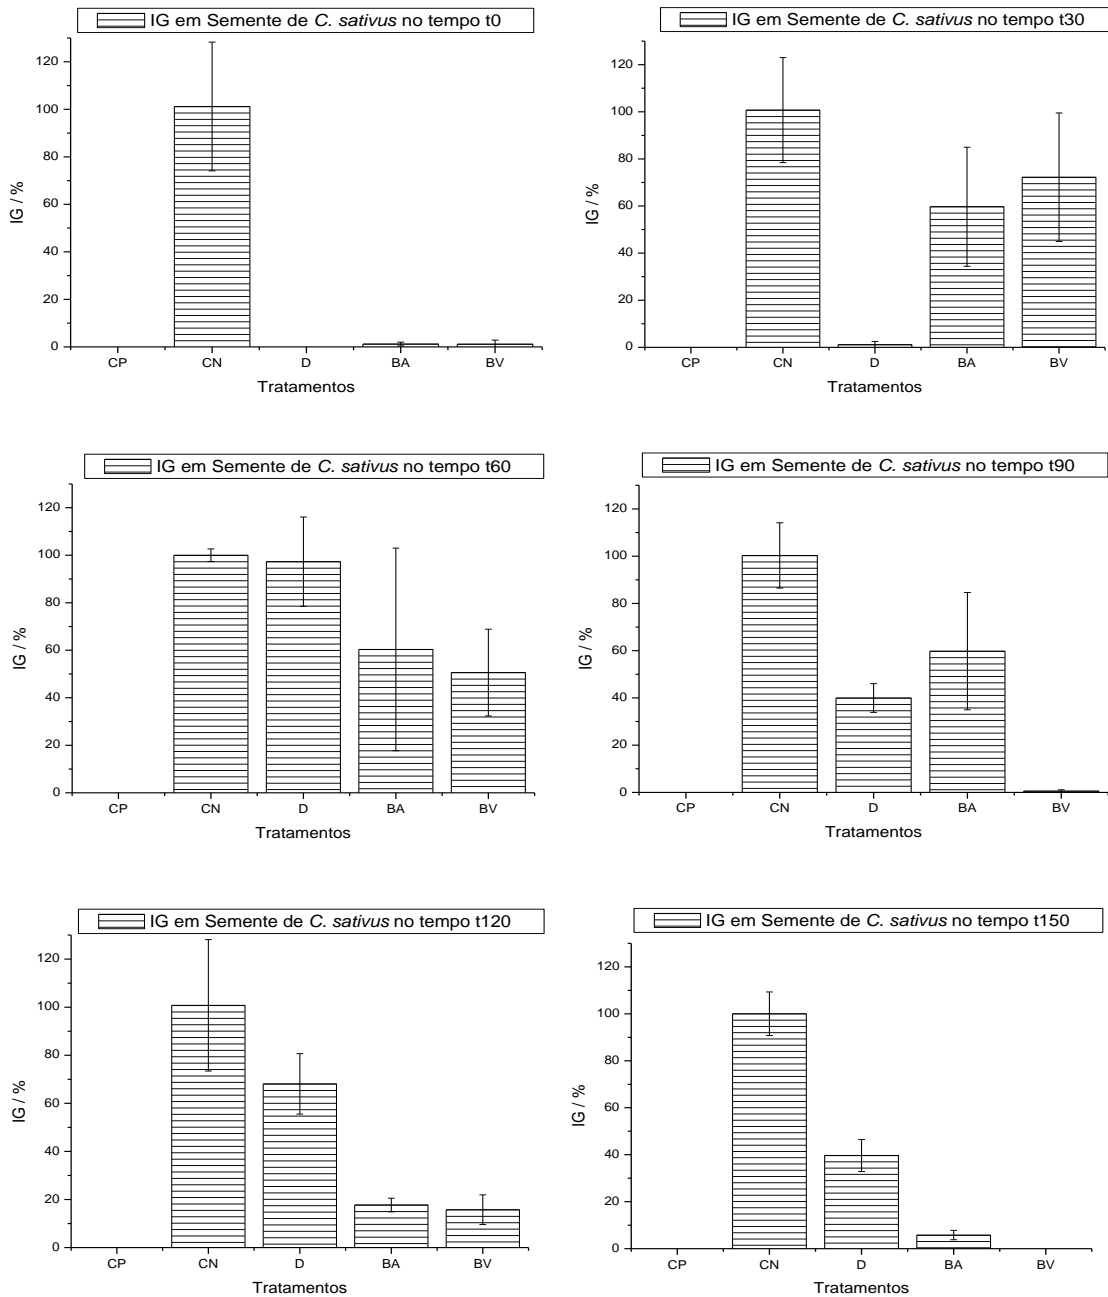 IG em Semente de C. sativus no tempo t0
120
100
80
60
40
20
0
IG / %
CP CN D BA BV
Tratamentos
IG em Semente de C. sativus no tempo t30
120
100
80
60
40
20
0
IG / %
CP CN D BA BV
Tratamentos
IG em Semente de C. sativus no tempo t60
120
100
80
60
40
20
0
IG / %
CP CN D BA BV
Tratamentos
IG em Semente de C. sativus no tempo t90
120
100
80
60
40
20
0
IG / %
CP CN D BA BV
Tratamentos
IG em Semente de C. sativus no tempo t120
120
100
80
60
40
20
0
IG / %
CP CN D BA BV
Tratamentos
IG em Semente de C. sativus no tempo t150
120
100
80
60
40
20
0
IG / %
CP CN D BA BV
Tratamentos